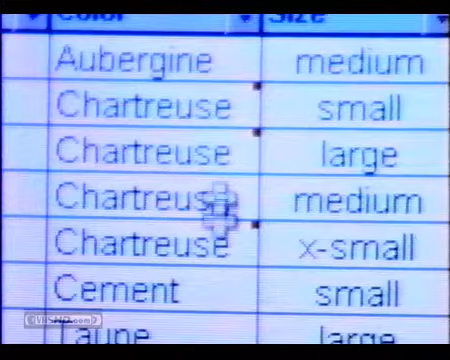 Color Size
Aubergine medium
Chartreuse small
Chartreuse large
Chartreuse medium
Chartreuse x-small
Cement small
Taupe large